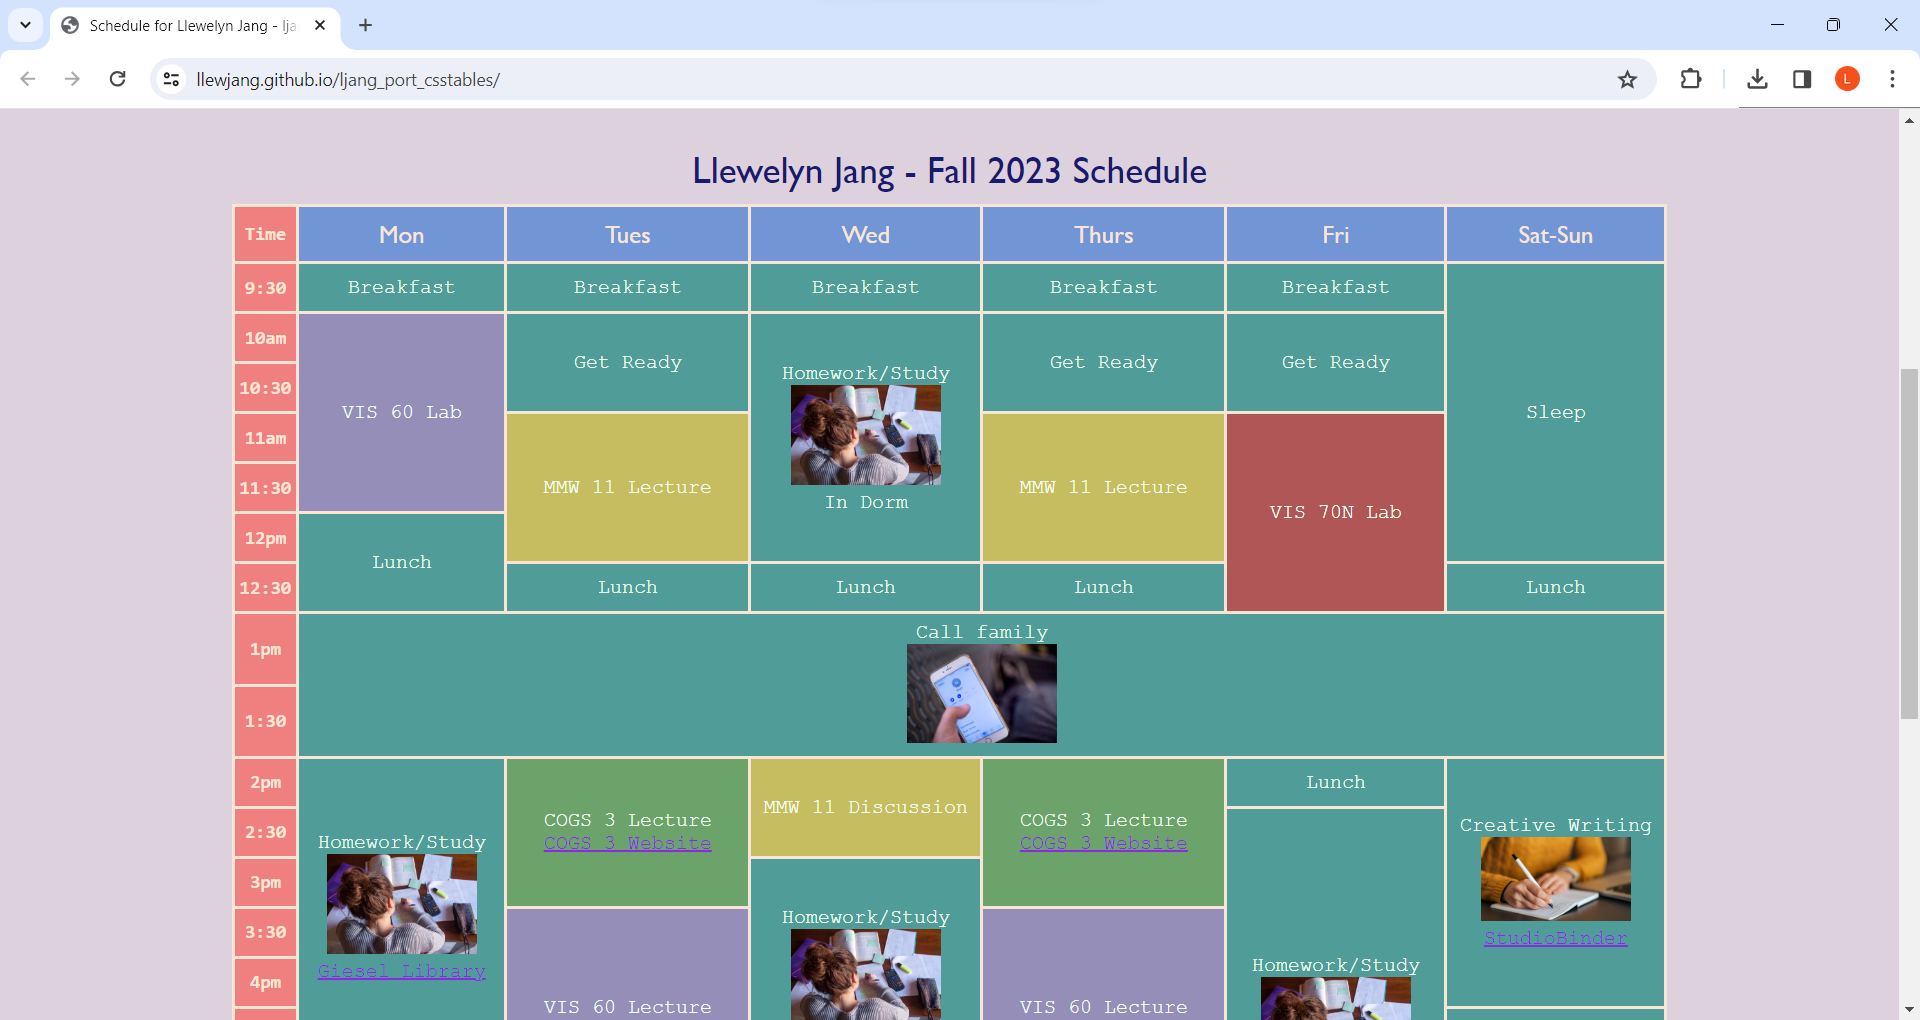 Schedule for Llewelyn Jang - lja
llewjang.github.io/ljang_port_csstables/
L
Llewelyn Jang - Fall 2023 Schedule
Time Mon Tues Wed Thurs Fri Sat-Sun
9:30 Breakfast Breakfast Breakfast Breakfast Breakfast
10am
Get Ready Get Ready Get Ready
Homework/Study
10:30
VIS 60 Lab Sleep
11am
11:30 MMW 11 Lecture MMW 11 Lecture
In Dorm
VIS 70N Lab
12pm
Lunch
12:30 Lunch Lunch Lunch Lunch
Call family
1pm
1:30
2pm Lunch
MMW 11 Discussion
COGS 3 Lecture COGS 3 Lecture
Creative Writing
2:30
Homework/Study COGS 3 Website COGS 3 Website
3pm
Homework/Study
3:30
StudioBinder
Homework/Study
Giesel Library
4pm
VIS 60 Lecture VIS 60 Lecture